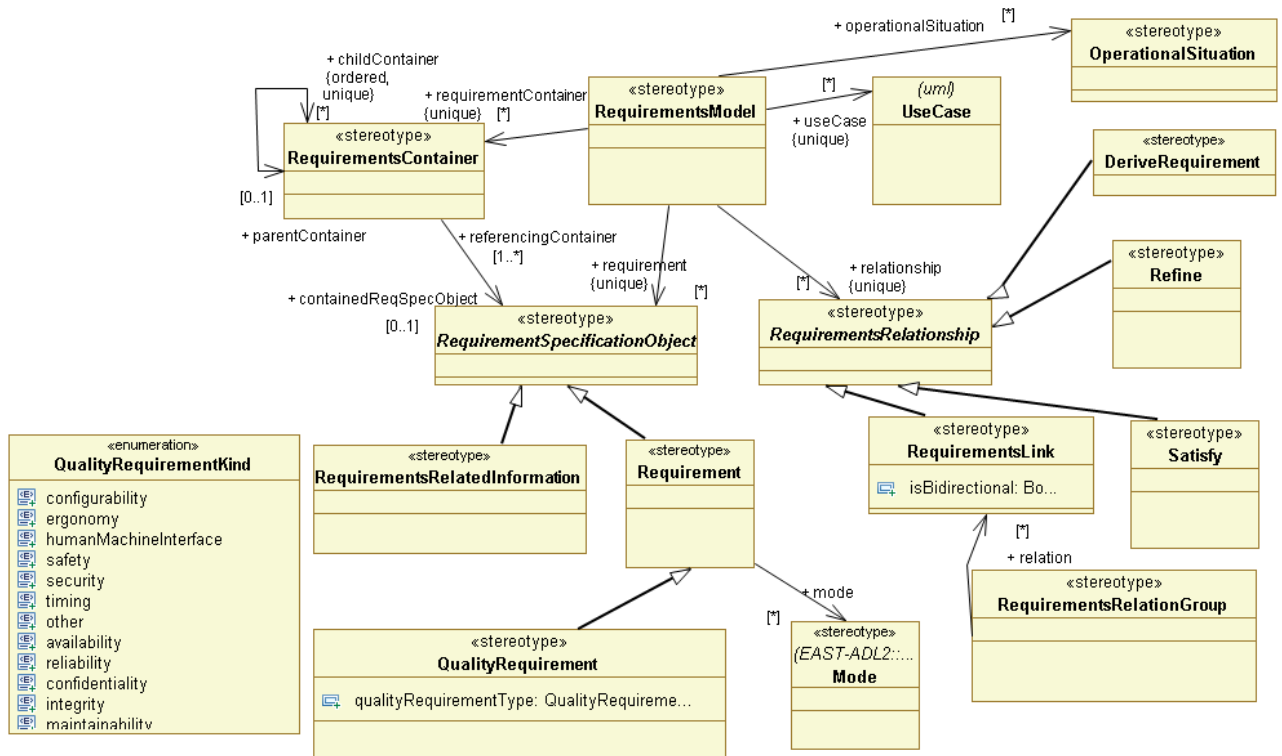 [*]
+ operationalSituation
«stereotype»
OperationalSituation
+ childContainer
{ordered,
unique}
[*]
+ requirementContainer
{unique}
[*]
«stereotype»
RequirementsModel
[*]
+ useCase
{unique}
(uml)
UseCase
«stereotype»
RequirementsContainer
[0..1]
+ parentContainer
«stereotype»
DeriveRequirement
+ referencingContainer
[1..*]
+ requirement
{unique}
[*]
+ relationship
{unique}
[*]
«stereotype»
Refine
+ containedReqSpecObject
[0..1]
«stereotype»
RequirementSpecificationObject
«stereotype»
RequirementsRelationship
«enumeration»
QualityRequirementKind
configurability
ergonomy
humanMachineInterface
safety
security
timing
other
availability
reliability
confidentiality
integrity
maintainability
«stereotype»
RequirementsRelatedInformation
«stereotype»
Requirement
«stereotype»
RequirementsLink
isBidirectional: Bo...
«stereotype»
Satisfy
[*]
+ relation
«stereotype»
RequirementsRelationGroup
+ mode
[*]
«stereotype»
QualityRequirement
qualityRequirementType: QualityRequireme...
«stereotype»
(EAST-ADL2::...
Mode